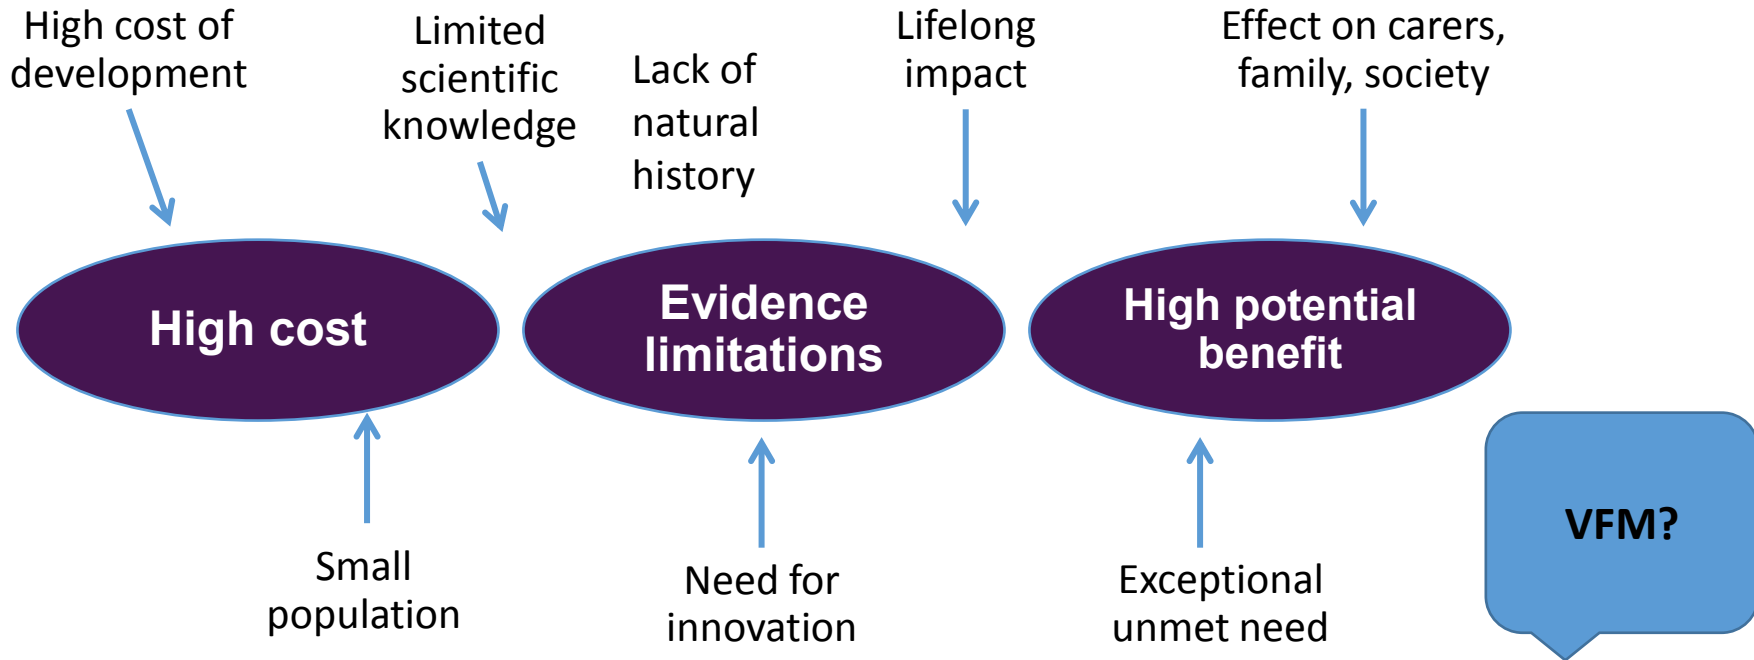 High cost of
development
Limited
scientific
knowledge
Lack of
natural
history
Lifelong
impact
Effect on carers,
family, society
High cost
Evidence
limitations
High potential
benefit
VFM?
Small
population
Need for
innovation
Exceptional
unmet need